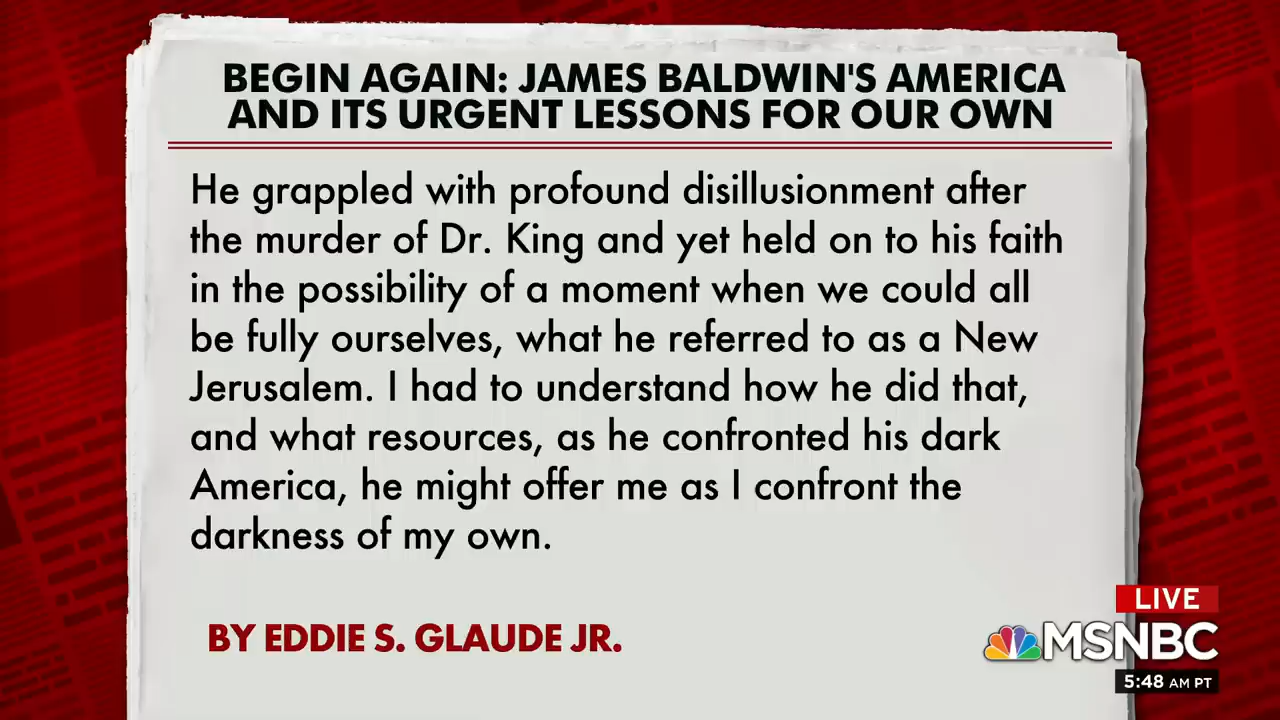 BEGIN AGAIN: JAMES BALDWIN'S AMERICA
AND ITS URGENT LESSONS FOR OUR OWN
He grappled with profound disillusionment after
the murder of Dr. King and yet held on to his faith
in the possibility of a moment when we could all
be fully ourselves, what he referred to as a New
Jerusalem. I had to understand how he did that,
and what resources, as he confronted his dark
America, he might offer me as I confront the
darkness of my own.
BY EDDIE S. GLAUDE JR.
LIVE
MSNBC
5:48 AM PT